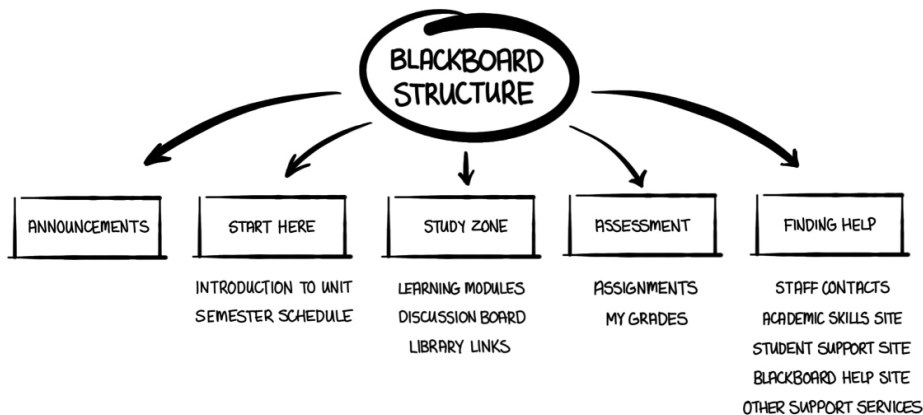 BLACKBOARD
STRUCTURE
ANNOUNCEMENTS
START HERE
INTRODUCTION TO UNIT
SEMESTER SCHEDULE
STUDY ZONE
LEARNING MODULES
DISCUSSION BOARD
LIBRARY LINKS
ASSESSMENT
ASSIGNMENTS
MY GRADES
FINDING HELP
STAFF CONTACTS
ACADEMIC SKILLS SITE
STUDENT SUPPORT SITE
BLACKBOARD HELP SITE
OTHER SUPPORT SERVICES